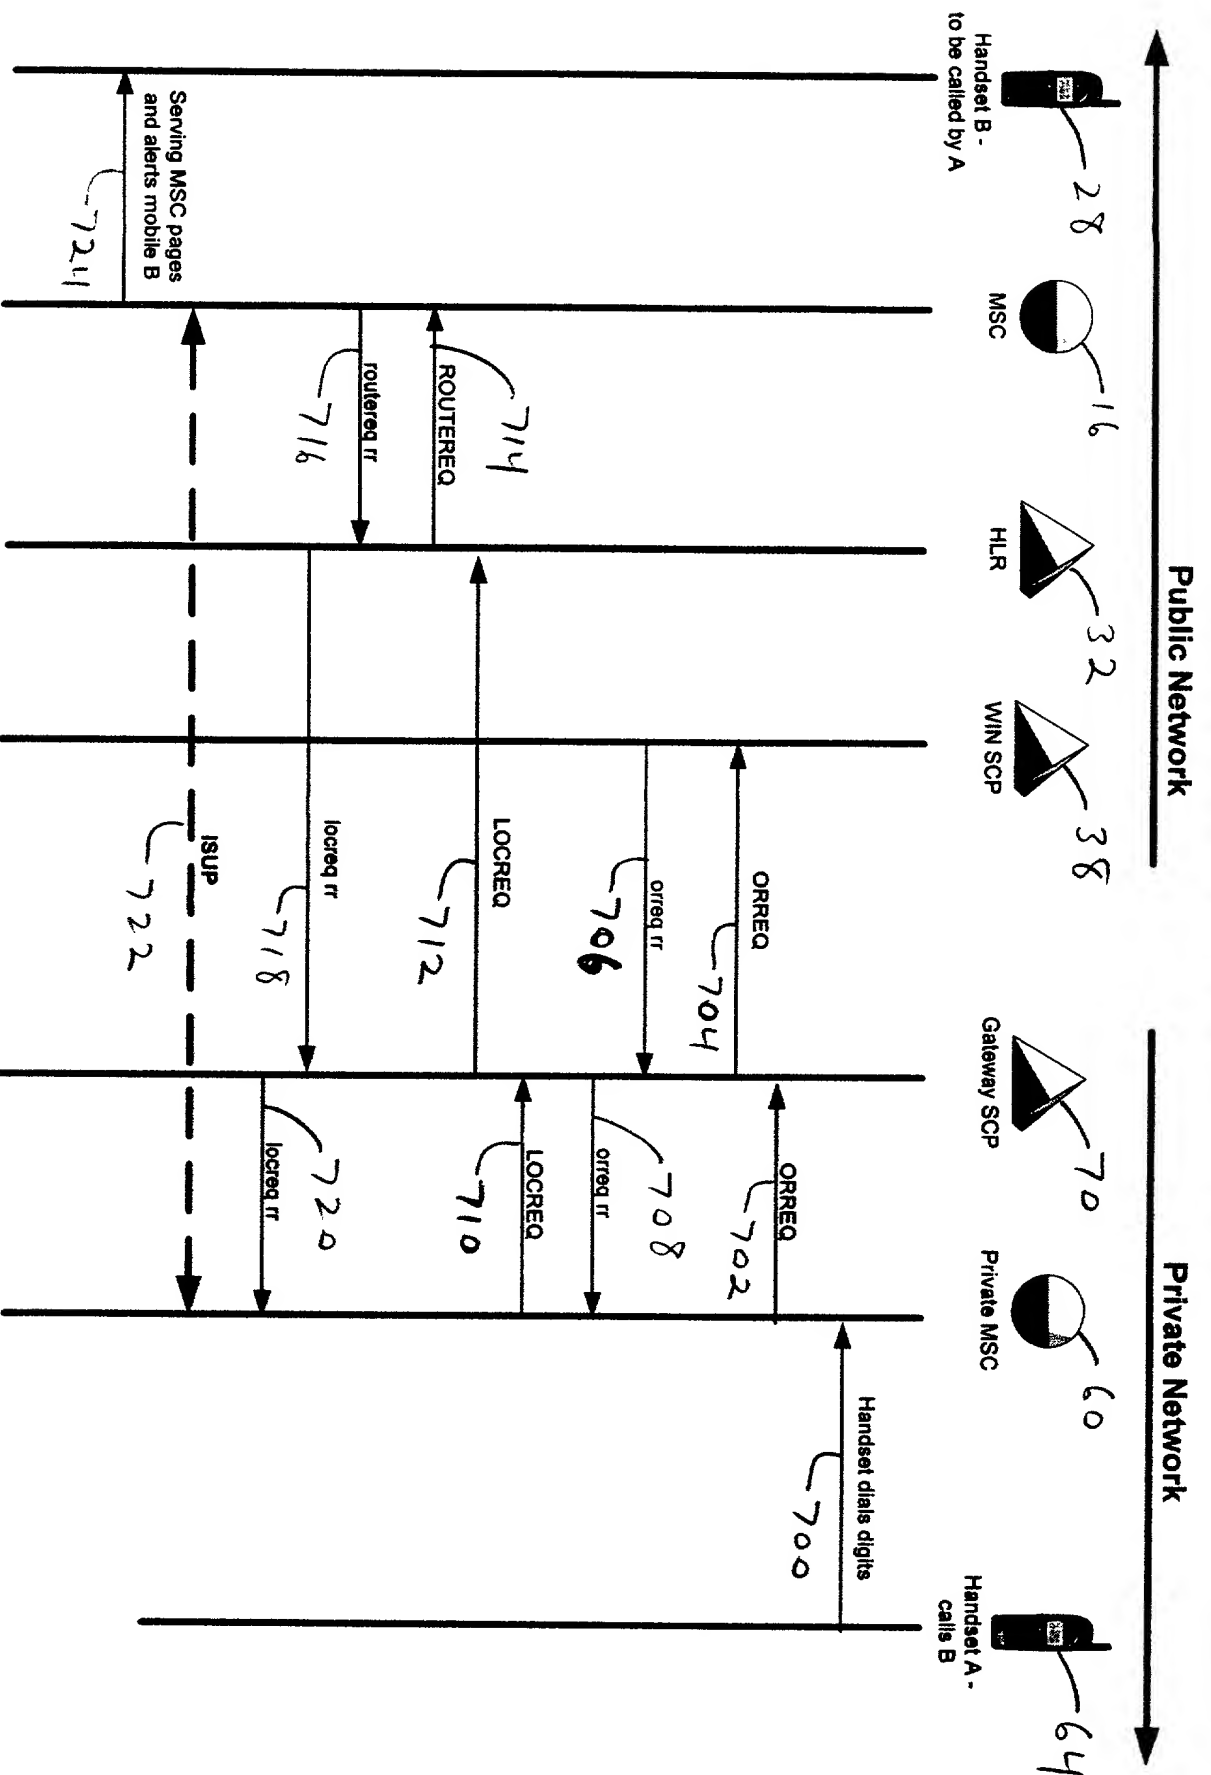 Public Network
Private Network
28
16
32
38
70
60
64
Handset B -
to be called by A
MSC
HLR
WIN SCP
Gateway SCP
Private MSC
Handset A -
calls B
Handset dials digits
700
ORREQ
702
ORREQ
704
orreq rr
706
orreq rr
708
LOCREQ
710
LOCREQ
712
ROUTEREQ
714
routereq rr
716
locreq rr
718
locreq rr
720
ISUP
722
Serving MSC pages
and alerts mobile B
724